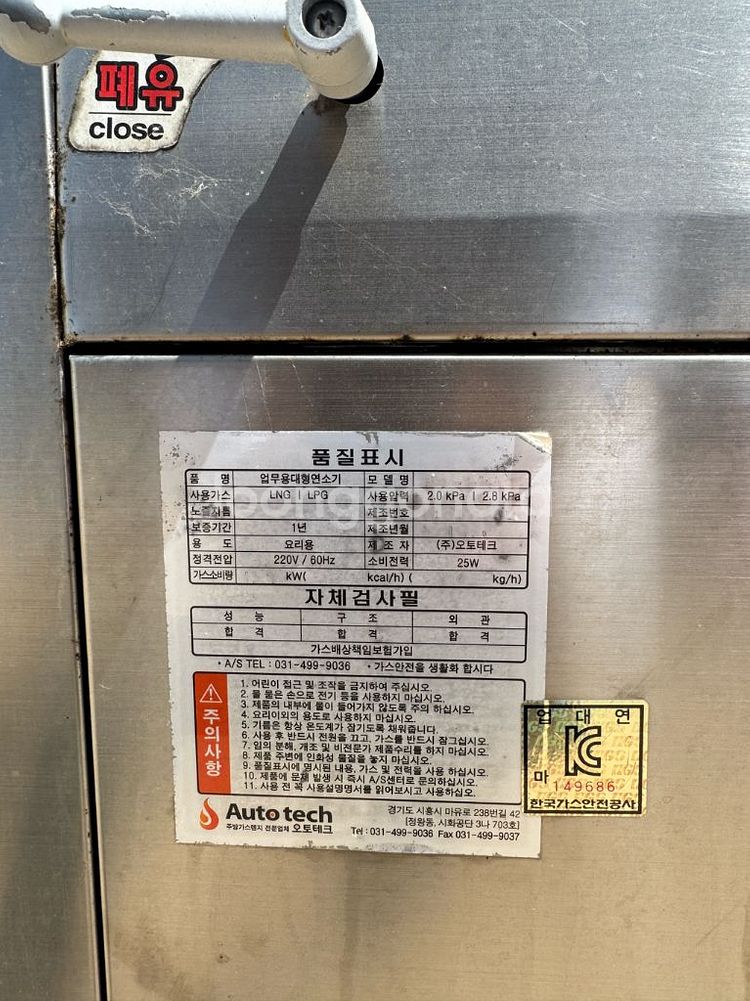 폐유
close
품질표시
품 명 업무용대형연소기 모 델 명
사용가스 LNG | LPG 사용압력 2.0 kPa | 2.8 kPa
노즐지름 제조번호
보증기간 1년 제조년월
용 도 요리용 제 조 자 (주)오토테크
정격전압 220V / 60Hz 소비전력 25W
가스소비량 kW( kcal/h) ( kg/h)
자체검사필
성 능 구 조 외 관
합 격 합 격 합 격
가스배상책임보험가입
• A/S TEL : 031-499-9036 • 가스안전을 생활화 합시다
주의사항
1. 어린이 접근 및 조작을 금지하여 주십시오.
2. 물 묻은 손으로 전기 등을 사용하지 마십시오.
3. 제품의 내부에 물이 들어가지 않도록 주의 하십시오.
4. 요리이외의 용도로 사용하지 마십시오.
5. 기름은 항상 온도계가 잠기도록 채워줍니다.
6. 사용 후 반드시 전원을 끄고, 가스를 반드시 잠그십시오.
7. 임의 분해, 개조 및 비전문가 제품수리를 하지 마십시오.
8. 제품 주변에 인화성 물질을 놓지 마십시오.
9. 품질표시에 명시된 내용, 가스 및 전력을 사용 하십시오.
10. 제품에 문제 발생 시 즉시 A/S센터로 문의하십시오.
11. 사용 전 꼭 사용설명명서를 읽어보시고 사용하십시오.
Auto tech
주방가스렌지 전문업체 오토테크
경기도 시흥시 마유로 238번길 42
[정왕동, 시화공단 3나 703호]
Tel : 031-499-9036 Fax 031-499-9037
업 대 연
KC
마 149686
한국가스안전공사